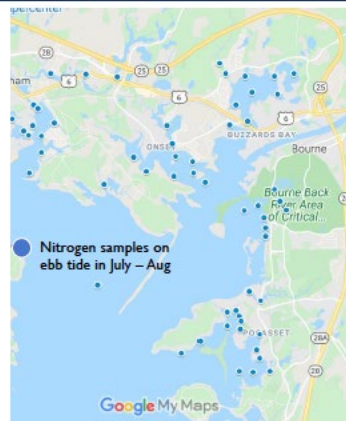 28
25
25
6
25
6
ONSET
BUZZARDS BAY
6
Bourne
Bourne Back
River Area
of Critical...
Nitrogen samples on
ebb tide in July – Aug
POCASSET
28A
28
Google My Maps